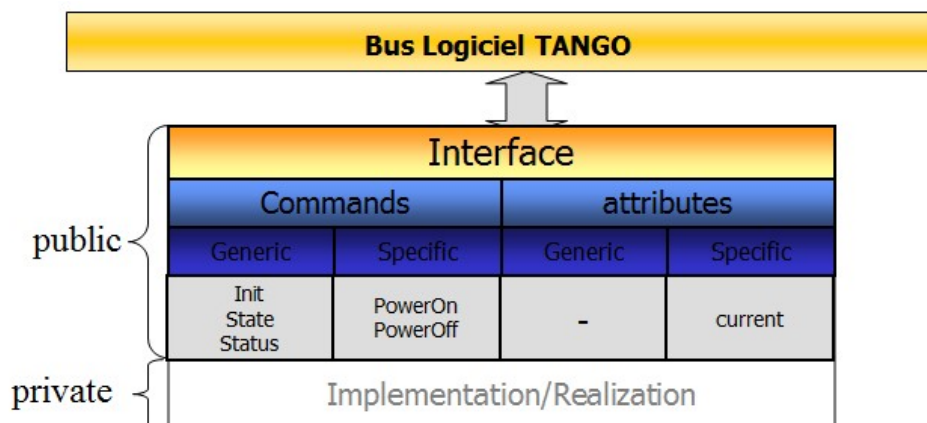 Bus Logiciel TANGO
Interface
Commands attributes
public
Generic Specific Generic Specific
Init
State
Status
PowerOn
PowerOff
-
current
private
Implementation/Realization